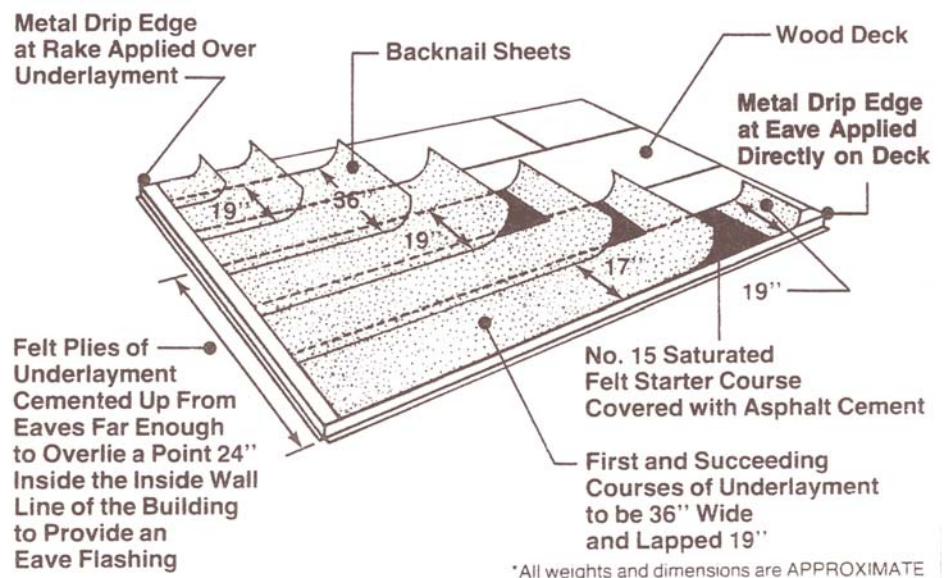 Metal Drip Edge
at Rake Applied Over
Underlayment
Backnail Sheets
Wood Deck
Metal Drip Edge
at Eave Applied
Directly on Deck
19''
36
19''
17''
19''
Felt Plies of
Underlayment
Cemented Up From
Eaves Far Enough
to Overlie a Point 24''
Inside the Inside Wall
Line of the Building
to Provide an
Eave Flashing
No. 15 Saturated
Felt Starter Course
Covered with Asphalt Cement
First and Succeeding
Courses of Underlayment
to be 36'' Wide
and Lapped 19''
*All weights and dimensions are APPROXIMATE